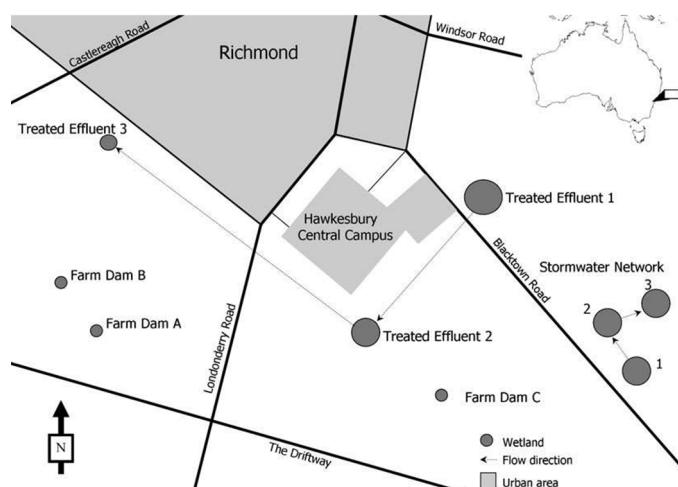 Castlereagh Road
Richmond
Windsor Road
Treated Effluent 3
Treated Effluent 1
Hawkesbury
Central Campus
Blacktown Road
Stormwater Network
3
2
1
Farm Dam B
Farm Dam A
Londonderry Road
Treated Effluent 2
Farm Dam C
The Driftway
N
Wetland
Flow direction
Urban area